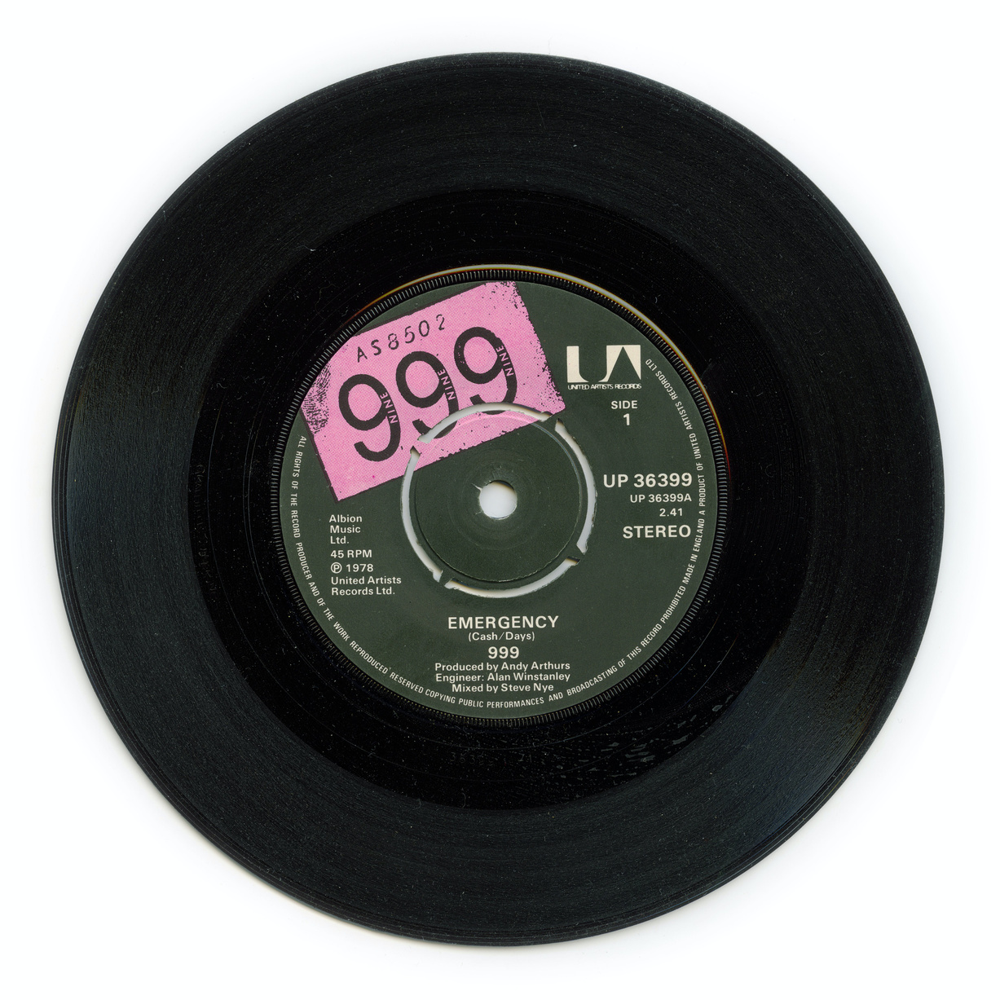 AS8502
999
NINE NINE NINE
UA
UNITED ARTISTS RECORDS
SIDE
1
UP 36399
UP 36399A
2.41
STEREO
Albion
Music
Ltd.
45 RPM
℗ 1978
United Artists
Records Ltd.
EMERGENCY
(Cash/Days)
999
Produced by Andy Arthurs
Engineer: Alan Winstanley
Mixed by Steve Nye
ALL RIGHTS OF THE RECORD PRODUCER AND OF THE WORK REPRODUCED RESERVED COPYING PUBLIC PERFORMANCES AND BROADCASTING OF THIS RECORD PROHIBITED MADE IN ENGLAND A PRODUCT OF UNITED ARTISTS RECORDS LTD